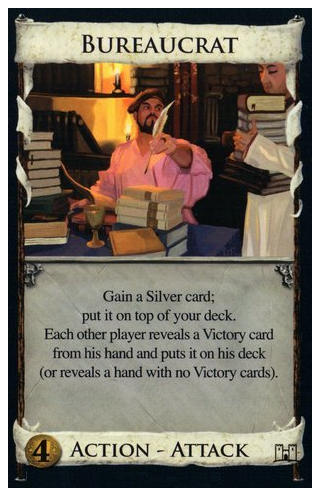 Bureaucrat
Gain a Silver card;
put it on top of your deck.
Each other player reveals a Victory card
from his hand and puts it on his deck
(or reveals a hand with no Victory cards).
4 Action - Attack